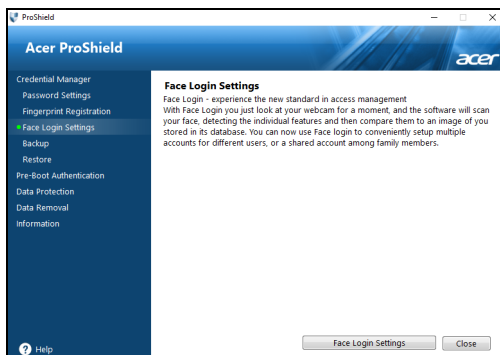 ProShield
Acer ProShield
acer
Credential Manager
Password Settings
Fingerprint Registration
Face Login Settings
Backup
Restore
Pre-Boot Authentication
Data Protection
Data Removal
Information
Help
Face Login Settings
Face Login - experience the new standard in access management
With Face Login you just look at your webcam for a moment, and the software will scan
your face, detecting the individual features and then compare them to an image of you
stored in its database. You can now use Face login to conveniently setup multiple
accounts for different users, or a shared account among family members.
Face Login Settings
Close